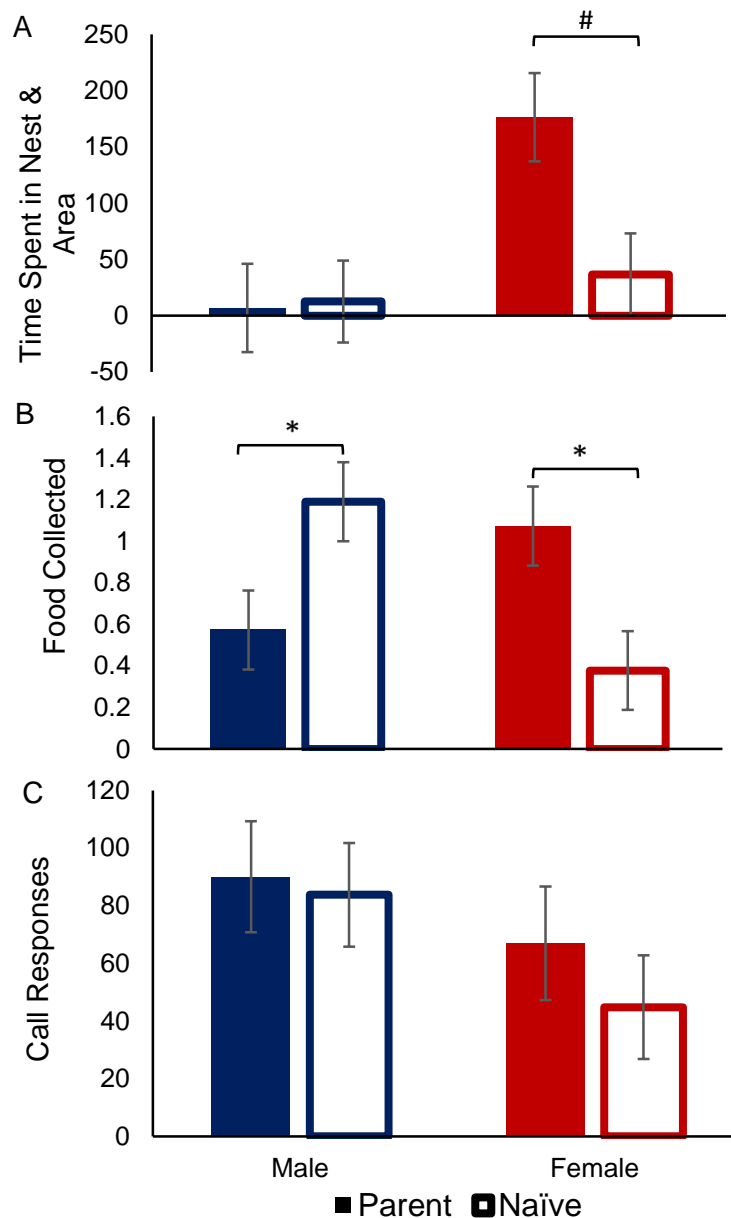 A
Time Spent in Nest &
Area
250
200
150
100
50
0
-50
#
B
Food Collected
1.6
1.4
1.2
1
0.8
0.6
0.4
0.2
0
*
*
C
Call Responses
120
100
80
60
40
20
0
Male Female
Parent Naïve